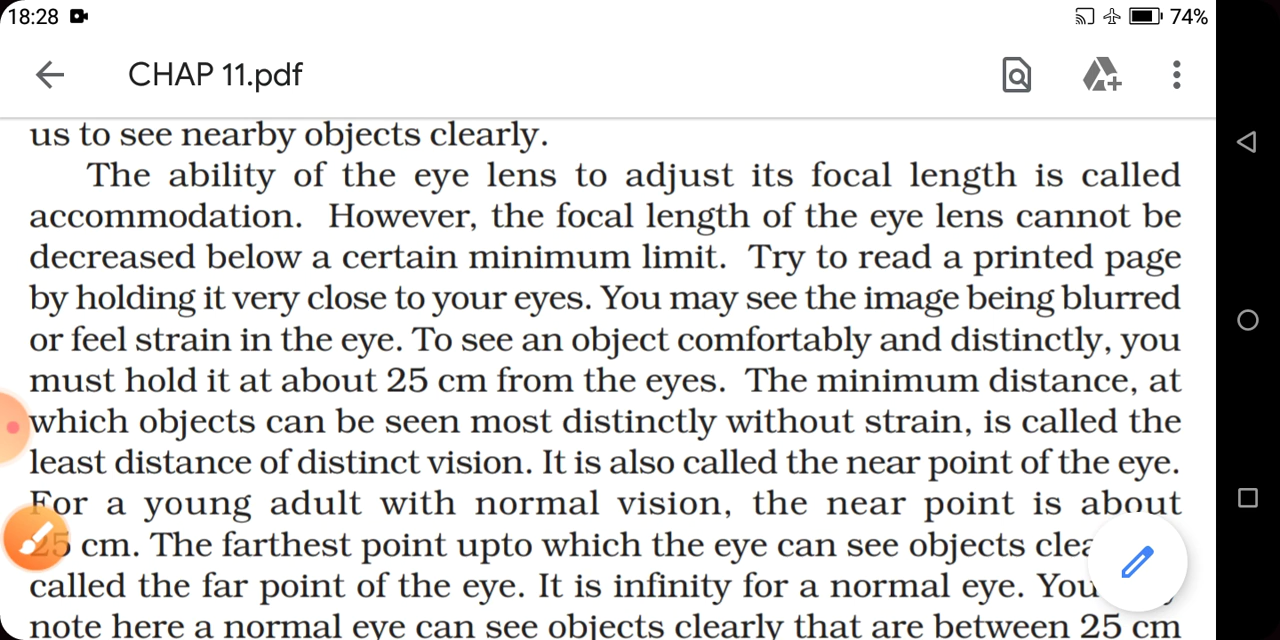 18:28
74%
CHAP 11.pdf
us to see nearby objects clearly.
The ability of the eye lens to adjust its focal length is called
accommodation. However, the focal length of the eye lens cannot be
decreased below a certain minimum limit. Try to read a printed page
by holding it very close to your eyes. You may see the image being blurred
or feel strain in the eye. To see an object comfortably and distinctly, you
must hold it at about 25 cm from the eyes. The minimum distance, at
which objects can be seen most distinctly without strain, is called the
least distance of distinct vision. It is also called the near point of the eye.
For a young adult with normal vision, the near point is about
25 cm. The farthest point upto which the eye can see objects
called the far point of the eye. It is infinity for a normal eye. You
note here a normal eye can see objects clearly that are between 25 cm